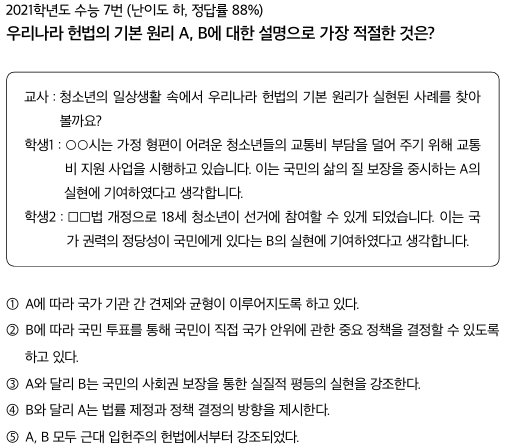 2021학년도 수능 7번 (난이도 하, 정답률 88%)
우리나라 헌법의 기본 원리 A, B에 대한 설명으로 가장 적절한 것은?
교사 : 청소년의 일상생활 속에서 우리나라 헌법의 기본 원리가 실현된 사례를 찾아
볼까요?
학생1 : ○○시는 가정 형편이 어려운 청소년들의 교통비 부담을 덜어 주기 위해 교통
비 지원 사업을 시행하고 있습니다. 이는 국민의 삶의 질 보장을 중시하는 A의
실현에 기여하였다고 생각합니다.
학생2 : □□법 개정으로 18세 청소년이 선거에 참여할 수 있게 되었습니다. 이는 국
가 권력의 정당성이 국민에게 있다는 B의 실현에 기여하였다고 생각합니다.
① A에 따라 국가 기관 간 견제와 균형이 이루어지도록 하고 있다.
② B에 따라 국민 투표를 통해 국민이 직접 국가 안위에 관한 중요 정책을 결정할 수 있도록
하고 있다.
③ A와 달리 B는 국민의 사회권 보장을 통한 실질적 평등의 실현을 강조한다.
④ B와 달리 A는 법률 제정과 정책 결정의 방향을 제시한다.
⑤ A, B 모두 근대 입헌주의 헌법에서부터 강조되었다.